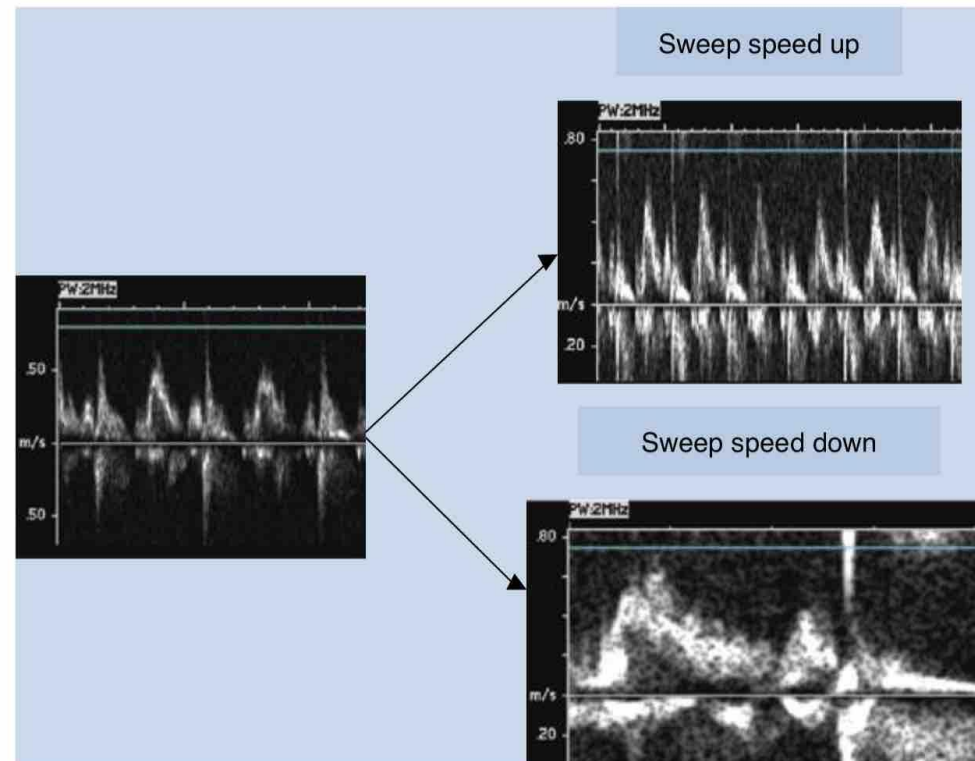 Sweep speed up
PW:2MHz
.80
m/s
.20
PW:2MHz
.50
m/s
.50
Sweep speed down
PW:2MHz
.80
m/s
.20